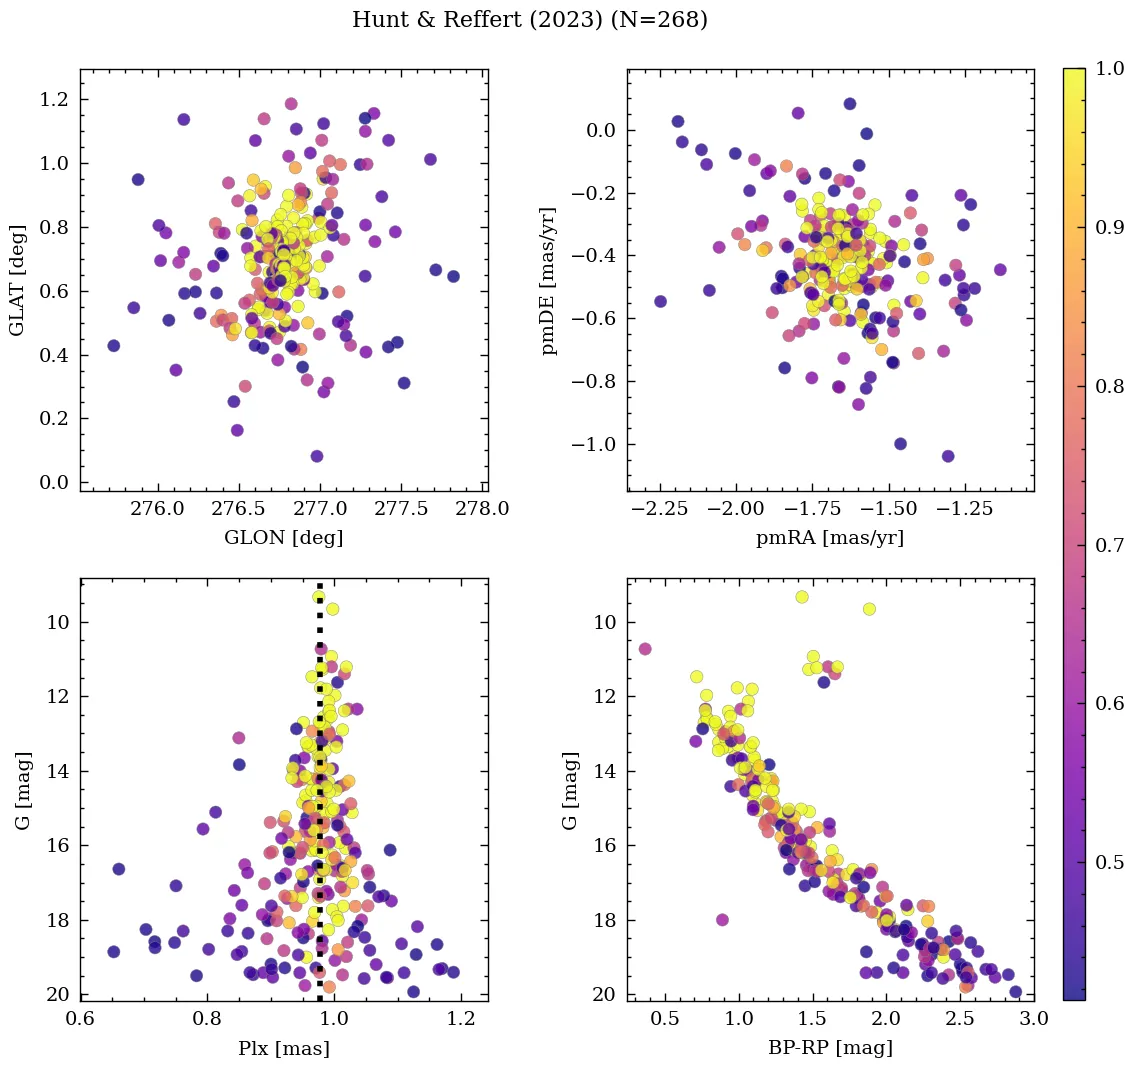 Hunt & Reffert (2023) (N=268)
1.2
1.0
0.8
0.6
0.4
0.2
0.0
GLAT [deg]
276.0 276.5 277.0 277.5 278.0
GLON [deg]
0.0
−0.2
−0.4
−0.6
−0.8
−1.0
pmDE [mas/yr]
−2.25 −2.00 −1.75 −1.50 −1.25
pmRA [mas/yr]
10
12
14
16
18
20
G [mag]
0.6 0.8 1.0 1.2
Plx [mas]
10
12
14
16
18
20
G [mag]
0.5 1.0 1.5 2.0 2.5 3.0
BP-RP [mag]
1.0
0.9
0.8
0.7
0.6
0.5